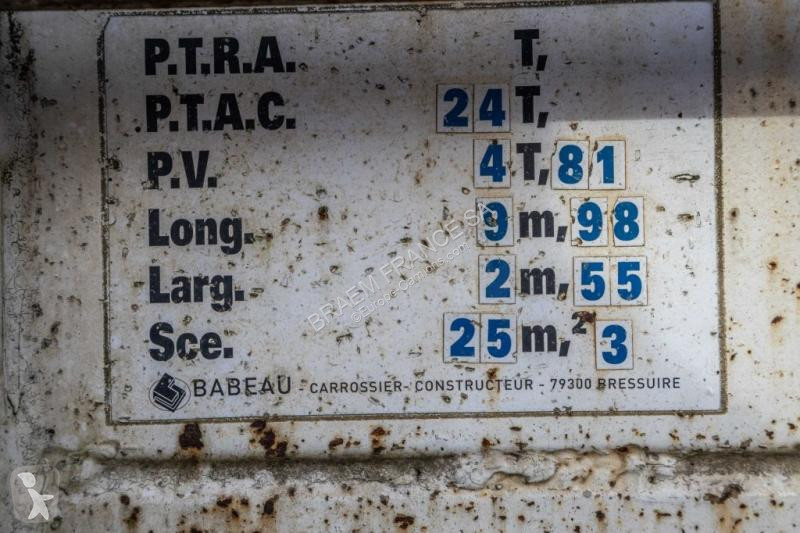 P.T.R.A. T,
P.T.A.C. 24 T,
P.V. 4 T, 81
Long. 9 m, 98
Larg. 2 m, 55
Sce. 25 m,² 3
BABEAU - CARROSSIER- CONSTRUCTEUR - 79300 BRESSUIRE
BRAEM FRANCE SA